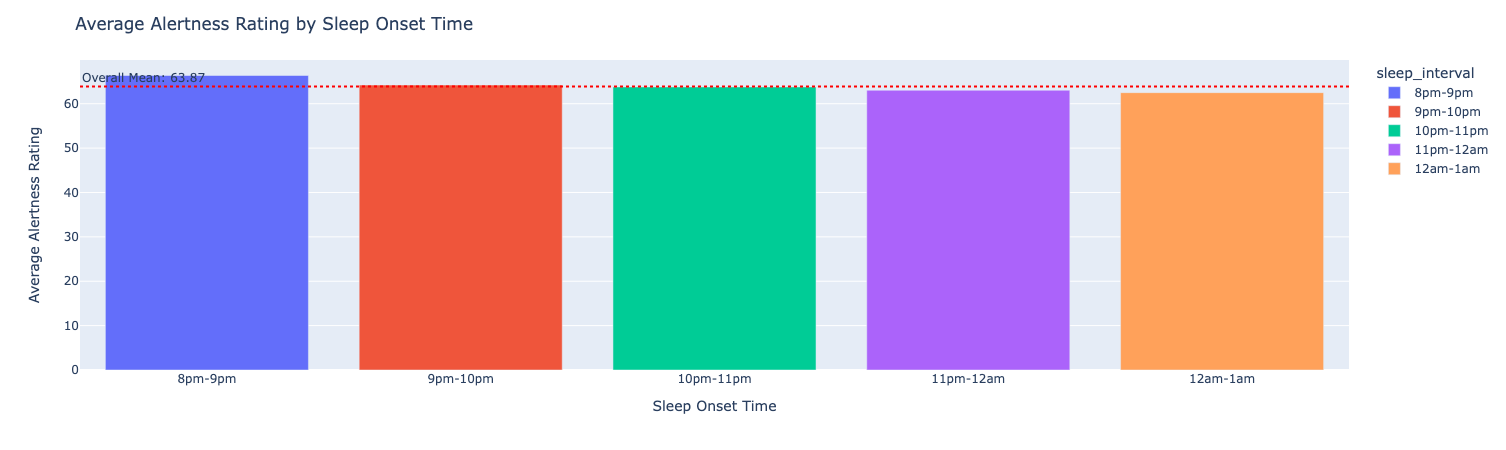 Average Alertness Rating by Sleep Onset Time
Overall Mean: 63.87
60
50
40
30
20
10
0
Average Alertness Rating
8pm-9pm
9pm-10pm
10pm-11pm
11pm-12am
12am-1am
Sleep Onset Time
sleep_interval
8pm-9pm
9pm-10pm
10pm-11pm
11pm-12am
12am-1am